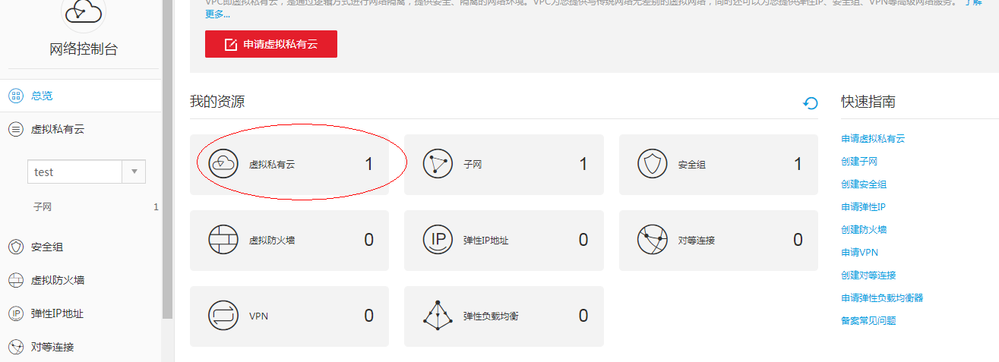 VPC即虚拟私有云，是通过逻辑方式进行网络隔离，提供安全、隔离的网络环境。VPC为您提供与传统网络无差别的虚拟网络，同时还可以为您提供弹性IP、安全组、VPN等高级网络服务。 了解
更多...
申请虚拟私有云
网络控制台
总览
虚拟私有云
test
子网 1
安全组
虚拟防火墙
IP 弹性IP地址
对等连接
我的资源
虚拟私有云 1
子网 1
安全组 1
虚拟防火墙 0
IP 弹性IP地址 0
对等连接 0
VPN 0
弹性负载均衡 0
快速指南
申请虚拟私有云
创建子网
创建安全组
申请弹性IP
创建防火墙
申请VPN
创建对等连接
申请弹性负载均衡器
备案常见问题